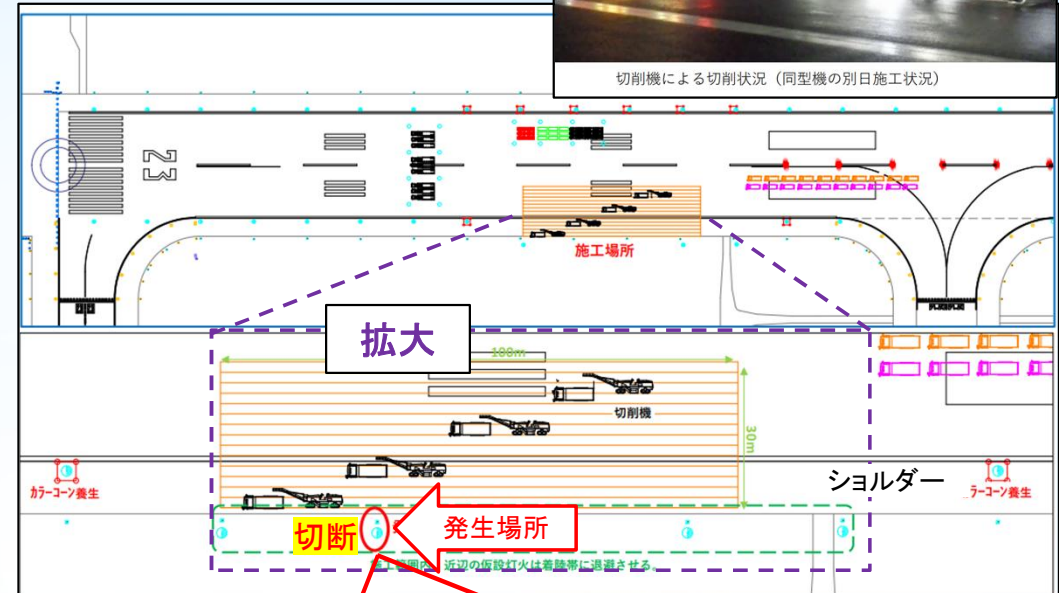 切削機による切削状況（同型機の別日施工状況）
23
施工場所
拡大
100m
切削機
30m
ショルダー
カラーコーン養生
ラーコーン養生
切断
発生場所
近辺の仮設灯火は着陸帯に退避させる。